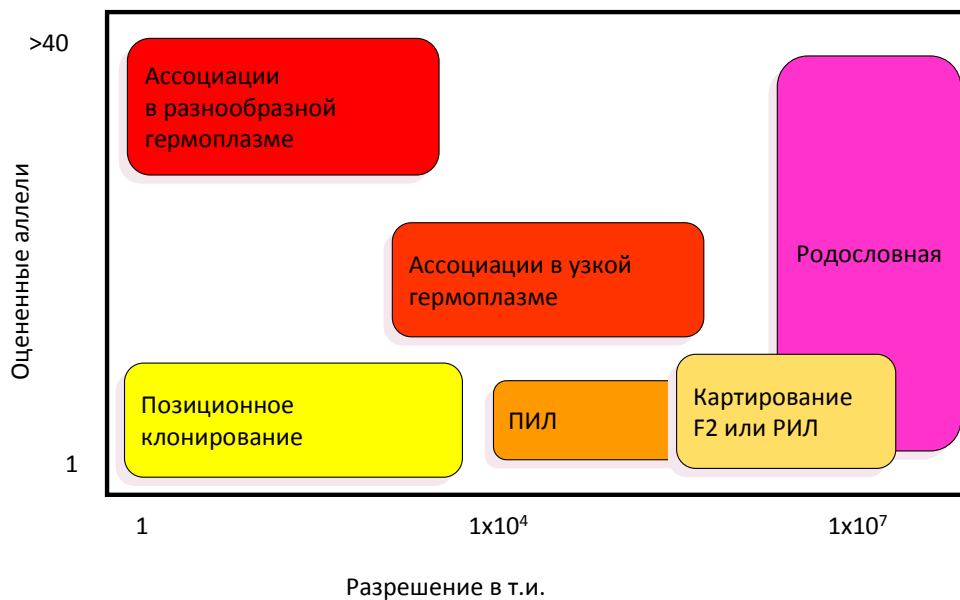 >40
Ассоциации
в разнообразной
гермоплазме
Оцененные аллели
Ассоциации в узкой
гермоплазме
Родословная
Позиционное
клонирование
ПИЛ
Картирование
F2 или РИЛ
1
1
1x10⁴
1x10⁷
Разрешение в т.и.